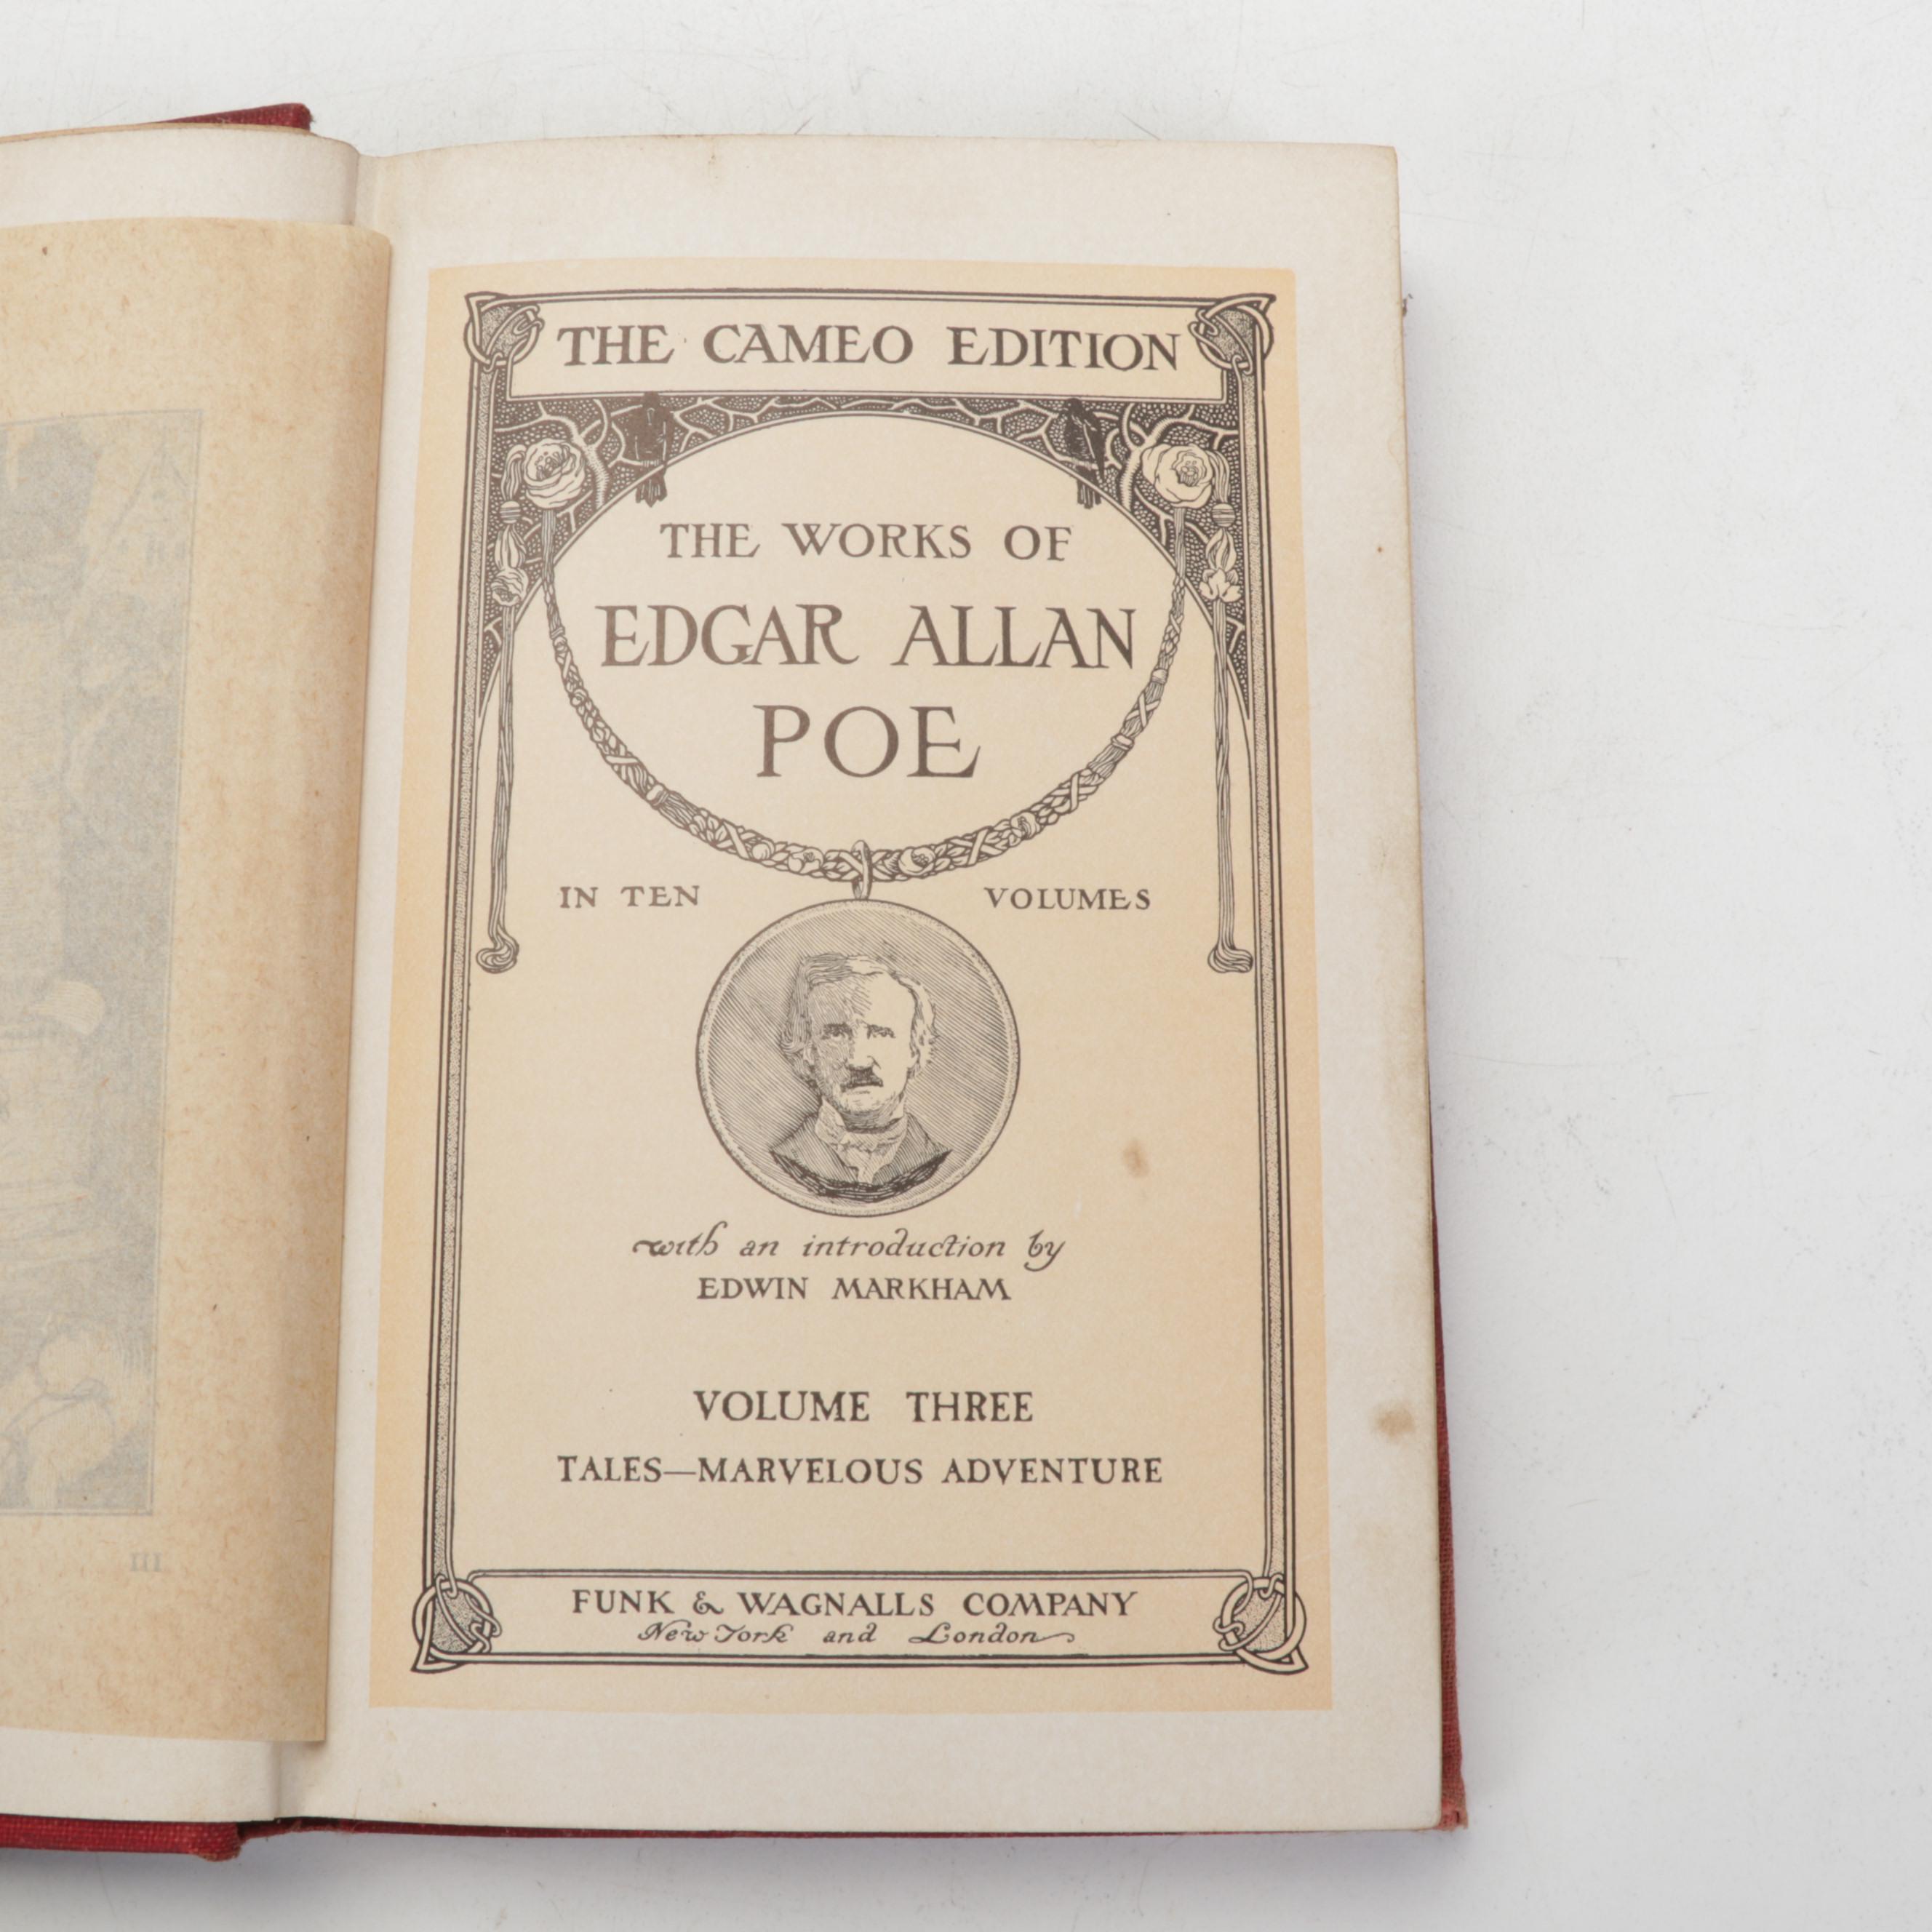 THE CAMEO EDITION
THE WORKS OF
EDGAR ALLAN
POE
IN TEN VOLUMES
with an introduction by
EDWIN MARKHAM
VOLUME THREE
TALES—MARVELOUS ADVENTURE
FUNK & WAGNALLS COMPANY
New York and London
III